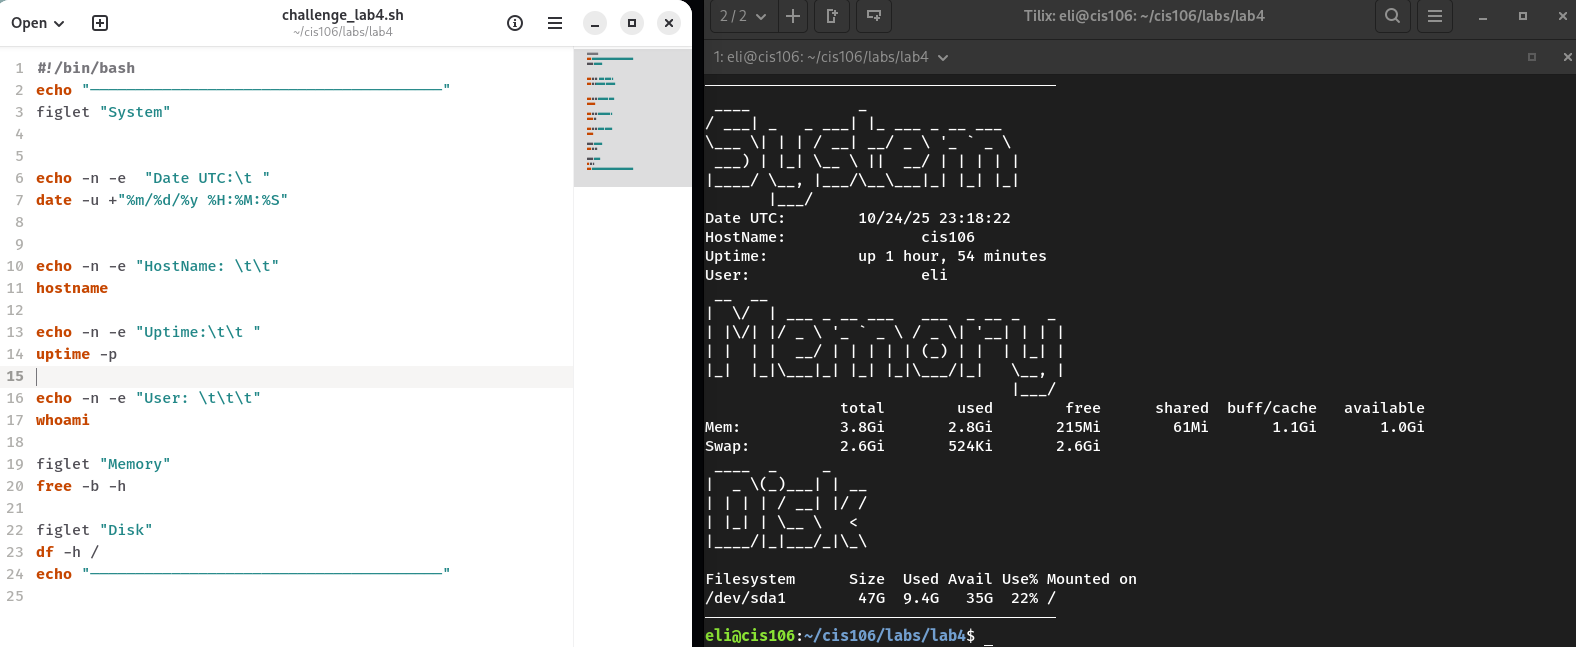 Open
challenge_lab4.sh
~/cis106/labs/lab4
1 #!/bin/bash
2 echo "———————————————————————————————————————"
3 figlet "System"
4
5
6 echo -n -e  "Date UTC:\t "
7 date -u +"%m/%d/%y %H:%M:%S"
8
9
10 echo -n -e "HostName: \t\t"
11 hostname
12
13 echo -n -e "Uptime:\t\t "
14 uptime -p
15
16 echo -n -e "User: \t\t\t"
17 whoami
18
19 figlet "Memory"
20 free -b -h
21
22 figlet "Disk"
23 df -h /
24 echo "———————————————————————————————————————"
25
2 / 2
Tilix: eli@cis106: ~/cis106/labs/lab4
1: eli@cis106: ~/cis106/labs/lab4
System
Date UTC:        10/24/25 23:18:22
HostName:               cis106
Uptime:          up 1 hour, 54 minutes
User:                   eli
Memory
               total        used        free      shared  buff/cache   available
Mem:           3.8Gi       2.8Gi       215Mi        61Mi       1.1Gi       1.0Gi
Swap:          2.6Gi       524Ki       2.6Gi
Disk
Filesystem      Size  Used Avail Use% Mounted on
/dev/sda1        47G  9.4G   35G  22% /
eli@cis106:~/cis106/labs/lab4$ _